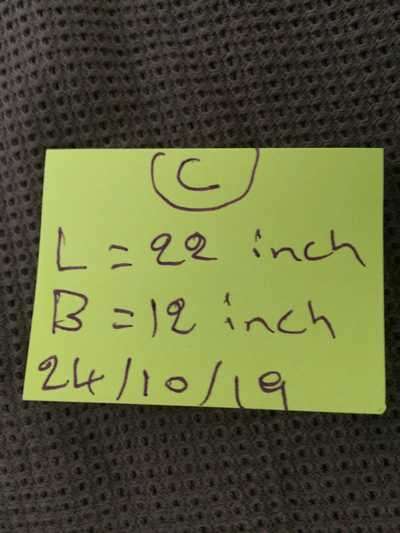 C
L = 22 inch
B = 12 inch
24/10/19